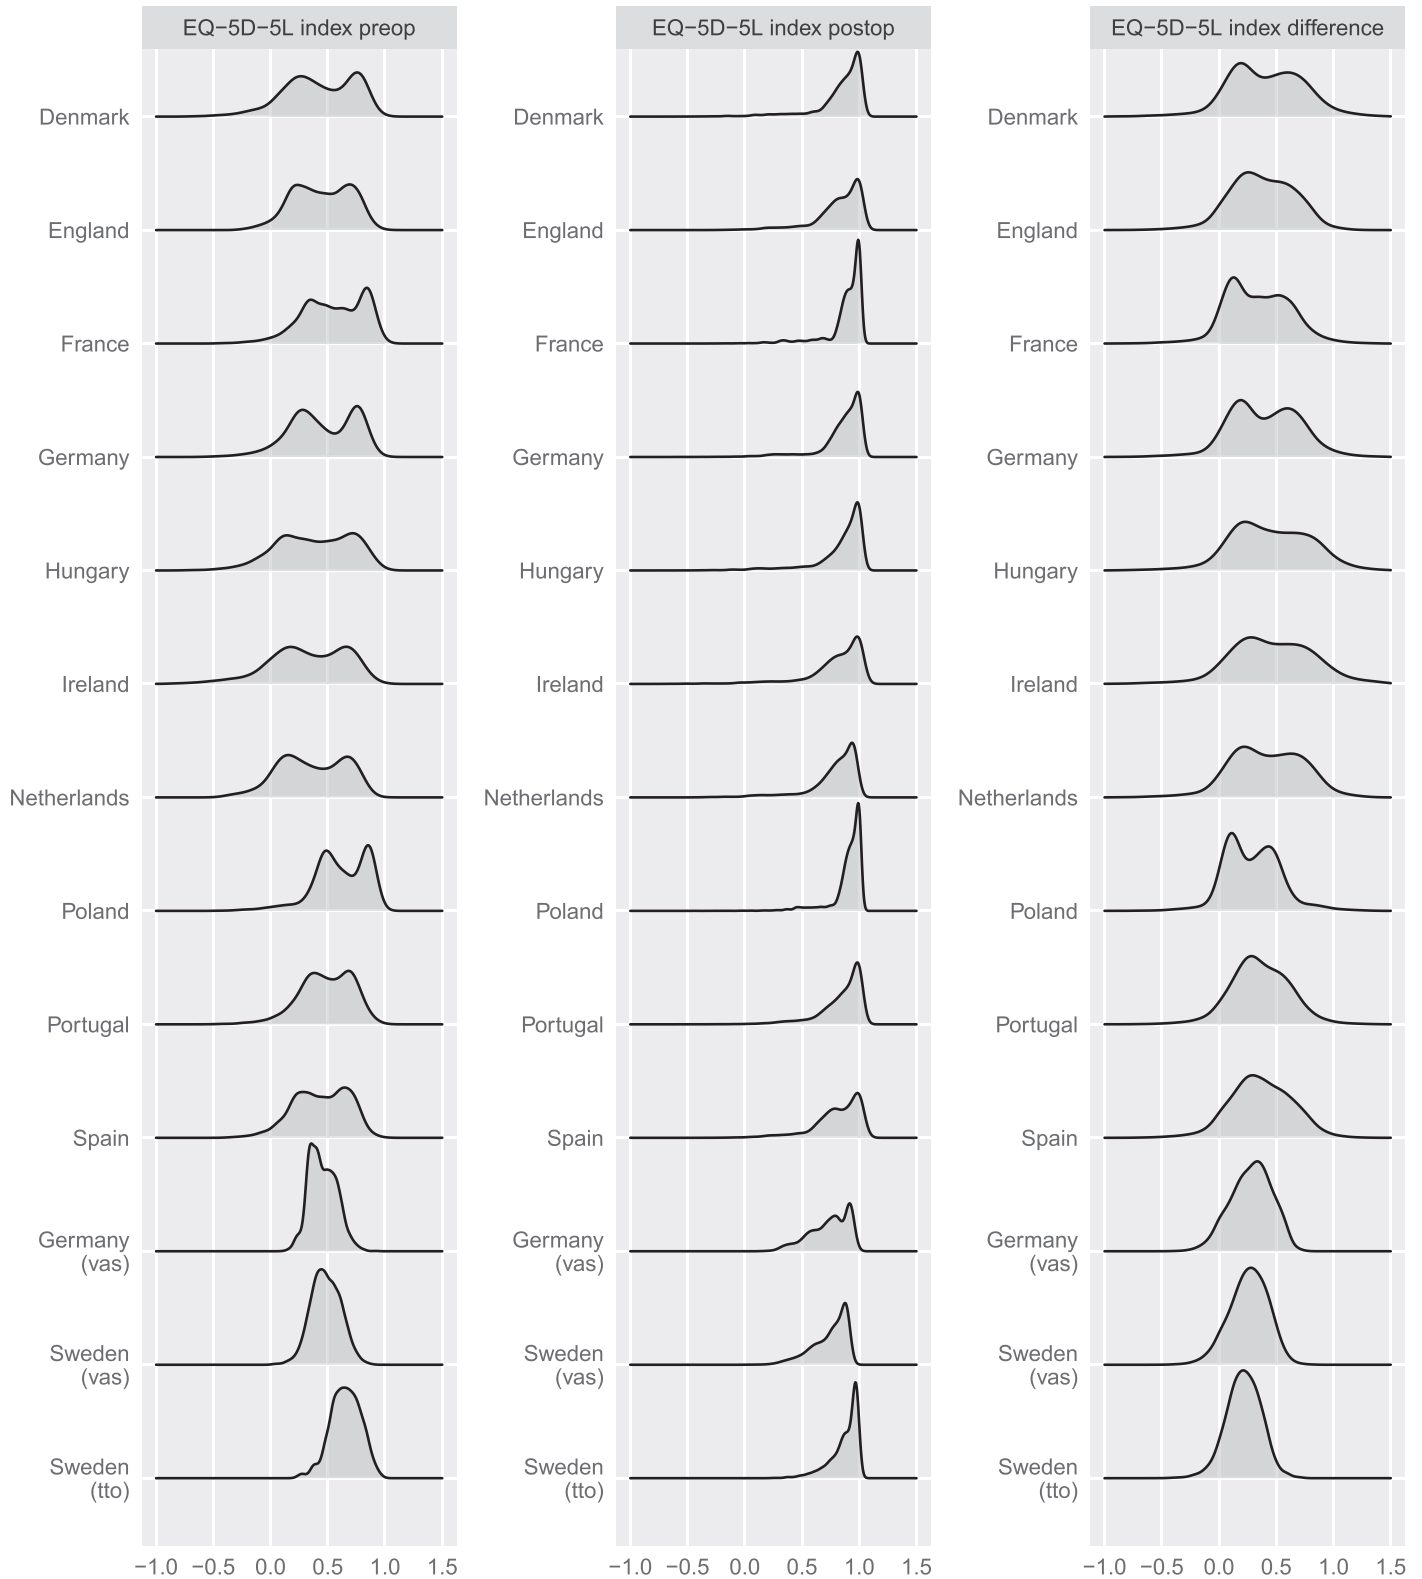 EQ−5D−5L index preop
Denmark
England
France
Germany
Hungary
Ireland
Netherlands
Poland
Portugal
Spain
Germany
(vas)
Sweden
(vas)
Sweden
(tto)
−1.0 −0.5 0.0 0.5 1.0 1.5
EQ−5D−5L index postop
Denmark
England
France
Germany
Hungary
Ireland
Netherlands
Poland
Portugal
Spain
Germany
(vas)
Sweden
(vas)
Sweden
(tto)
−1.0 −0.5 0.0 0.5 1.0 1.5
EQ−5D−5L index difference
Denmark
England
France
Germany
Hungary
Ireland
Netherlands
Poland
Portugal
Spain
Germany
(vas)
Sweden
(vas)
Sweden
(tto)
−1.0 −0.5 0.0 0.5 1.0 1.5